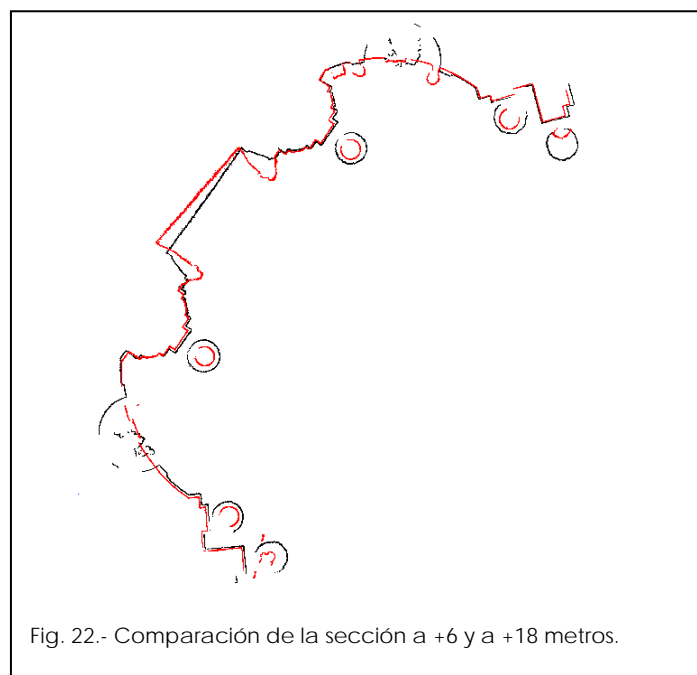 Fig. 22.- Comparación de la sección a +6 y a +18 metros.